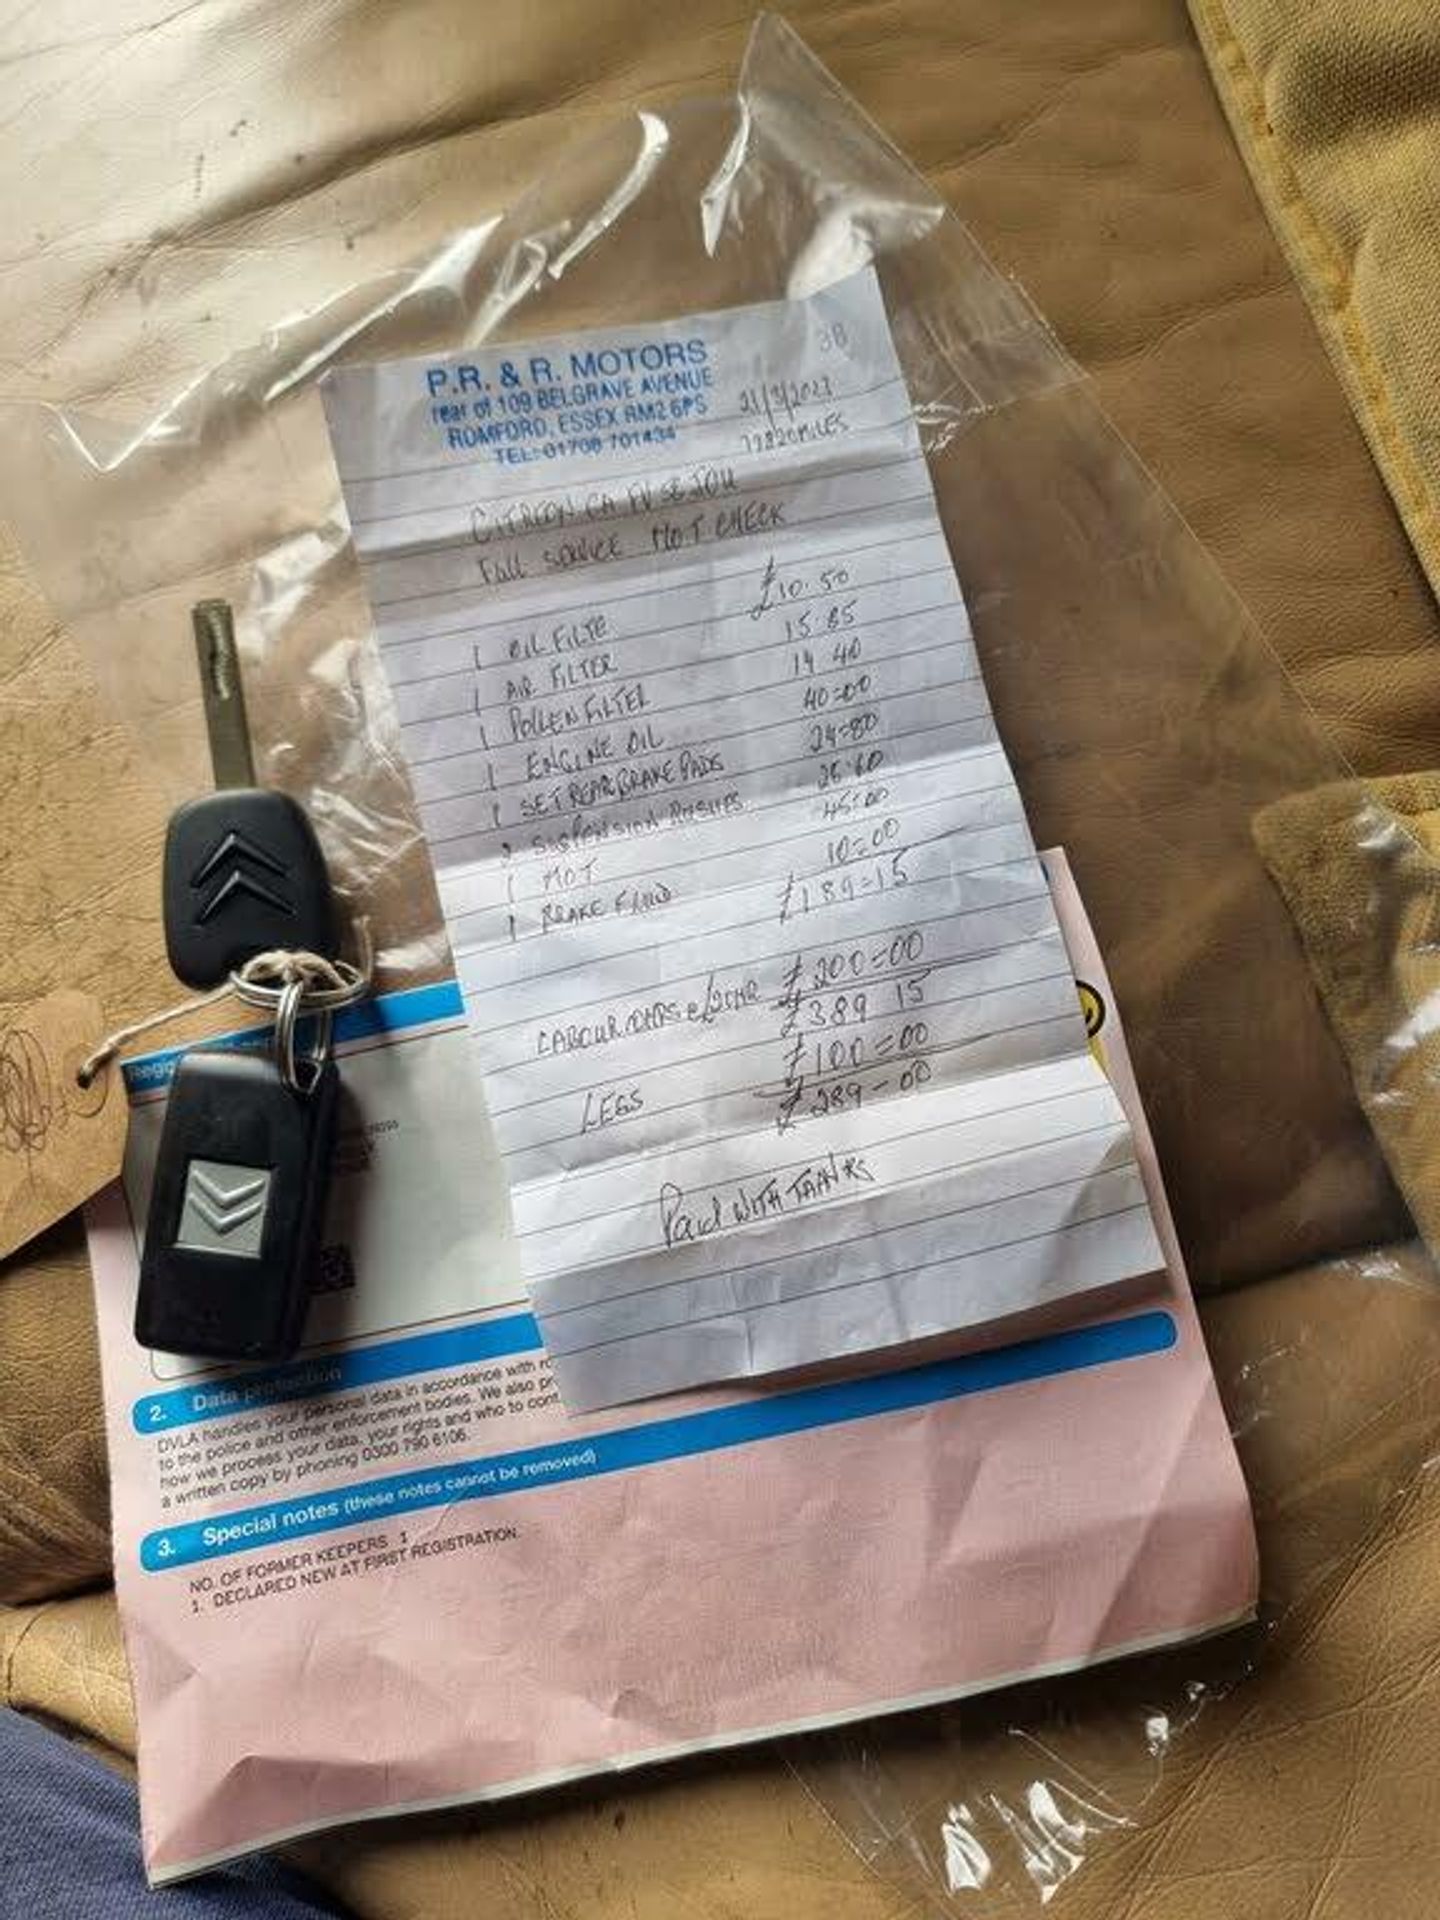 38
P.R. & R. MOTORS
rear of 109 BELGRAVE AVENUE
ROMFORD, ESSEX RM2 6PS
TEL: 01708 701434
MILES
FULL SERVICE MOT CHECK
1 OIL FILTE £10.50
1 AIR FILTER 15.85
1 POLLEN FILTER 14 40
1 ENGINE OIL 40=00
1 SET REAR BRAKE PADS 24=80
2 SUSPENSION 28.60
1 MOT 45=00
1 BRAKE FLUID 10=00
£189=15
LABOUR £200=00
£389 15
LESS £100=00
£289-00
Paid WITH THANKS
2. Data protection
DVLA handles your personal data in accordance with
to the police and other enforcement bodies. We also
how we process your data, your rights and who to
a written copy by phoning 0300 790 6106.
3. Special notes (these notes cannot be removed)
NO. OF FORMER KEEPERS 1
1. DECLARED NEW AT FIRST REGISTRATION.